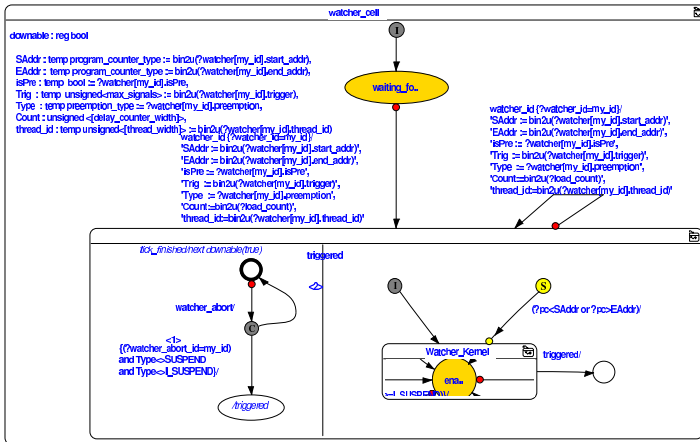 watcher_cell
I
downable : reg bool
SAddr : temp program_counter_type := bin2u(?watcher[my_id].start_addr),
EAddr : temp program_counter_type := bin2u(?watcher[my_id].end_addr),
isPre : temp bool := ?watcher[my_id].isPre,
Trig : temp unsigned<max_signals> := bin2u(?watcher[my_id].trigger),
Type : temp preemption_type := ?watcher[my_id].preemption,
Count : unsigned <[delay_counter_width]>,
thread_id : temp unsigned<[thread_width]> := bin2u(?watcher[my_id].thread_id)
waiting_fo..
watcher_id {?watcher_id=my_id}/
'SAddr := bin2u(?watcher[my_id].start_addr)',
'EAddr := bin2u(?watcher[my_id].end_addr)',
'isPre := ?watcher[my_id].isPre',
'Trig := bin2u(?watcher[my_id].trigger)',
'Type := ?watcher[my_id].preemption',
'Count:=bin2u(?load_count)',
'thread_id:=bin2u(?watcher[my_id].thread_id)'
watcher_id {?watcher_id=my_id}/
'SAddr := bin2u(?watcher[my_id].start_addr)',
'EAddr := bin2u(?watcher[my_id].end_addr)',
'isPre := ?watcher[my_id].isPre',
'Trig := bin2u(?watcher[my_id].trigger)',
'Type := ?watcher[my_id].preemption',
'Count:=bin2u(?load_count)',
'thread_id:=bin2u(?watcher[my_id].thread_id)'
tick_finished/next downable(true)
triggered
<2>
watcher_abort/
C
<1>
{(?watcher_abort_id=my_id)
and Type<>SUSPEND
and Type<>I_SUSPEND}/
/triggered
I
S
(?pc<SAddr or ?pc>EAddr)/
Watcher_Kernel
ena..
triggered/